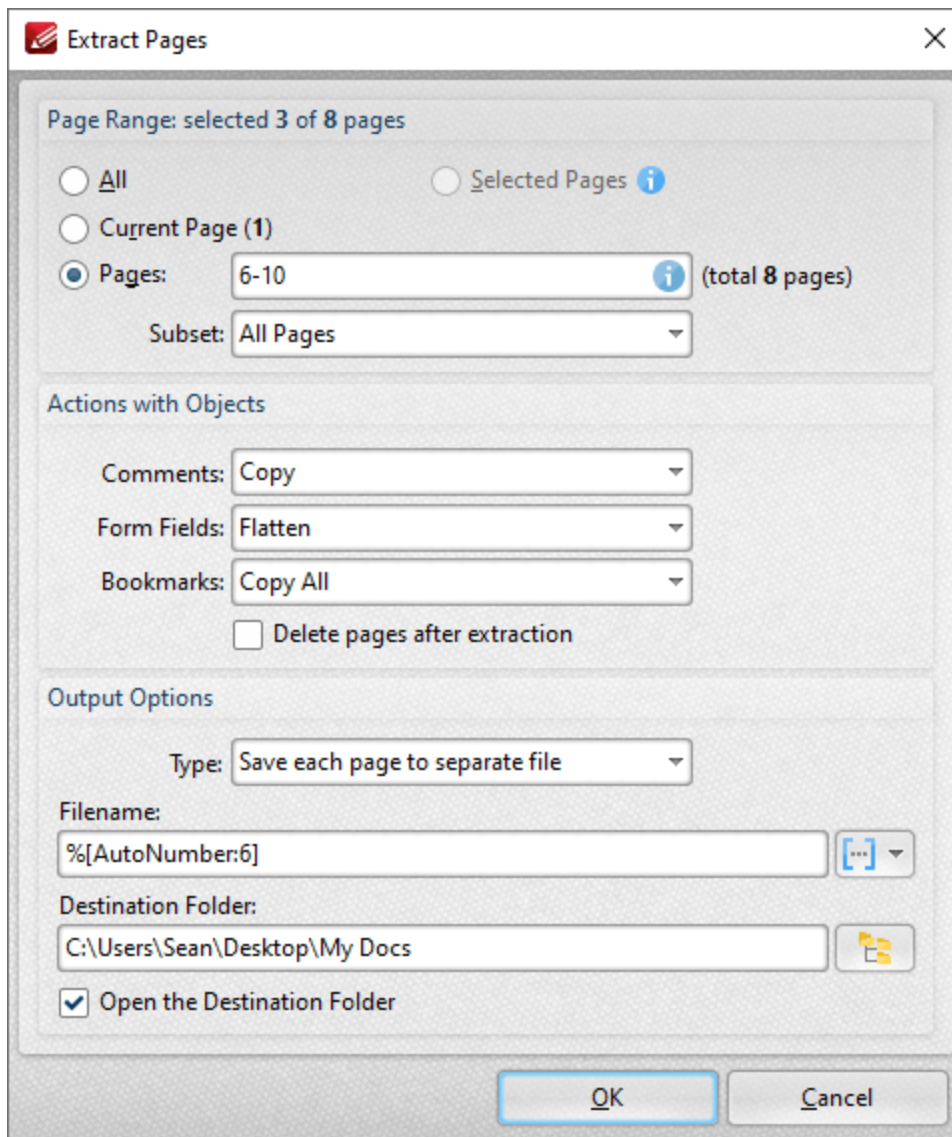 Extract Pages
Page Range: selected 3 of 8 pages
All
Selected Pages
Current Page (1)
Pages: 6-10 (total 8 pages)
Subset: All Pages
Actions with Objects
Comments: Copy
Form Fields: Flatten
Bookmarks: Copy All
Delete pages after extraction
Output Options
Type: Save each page to separate file
Filename:
%[AutoNumber:6]
Destination Folder:
C:\Users\Sean\Desktop\My Docs
Open the Destination Folder
OK Cancel